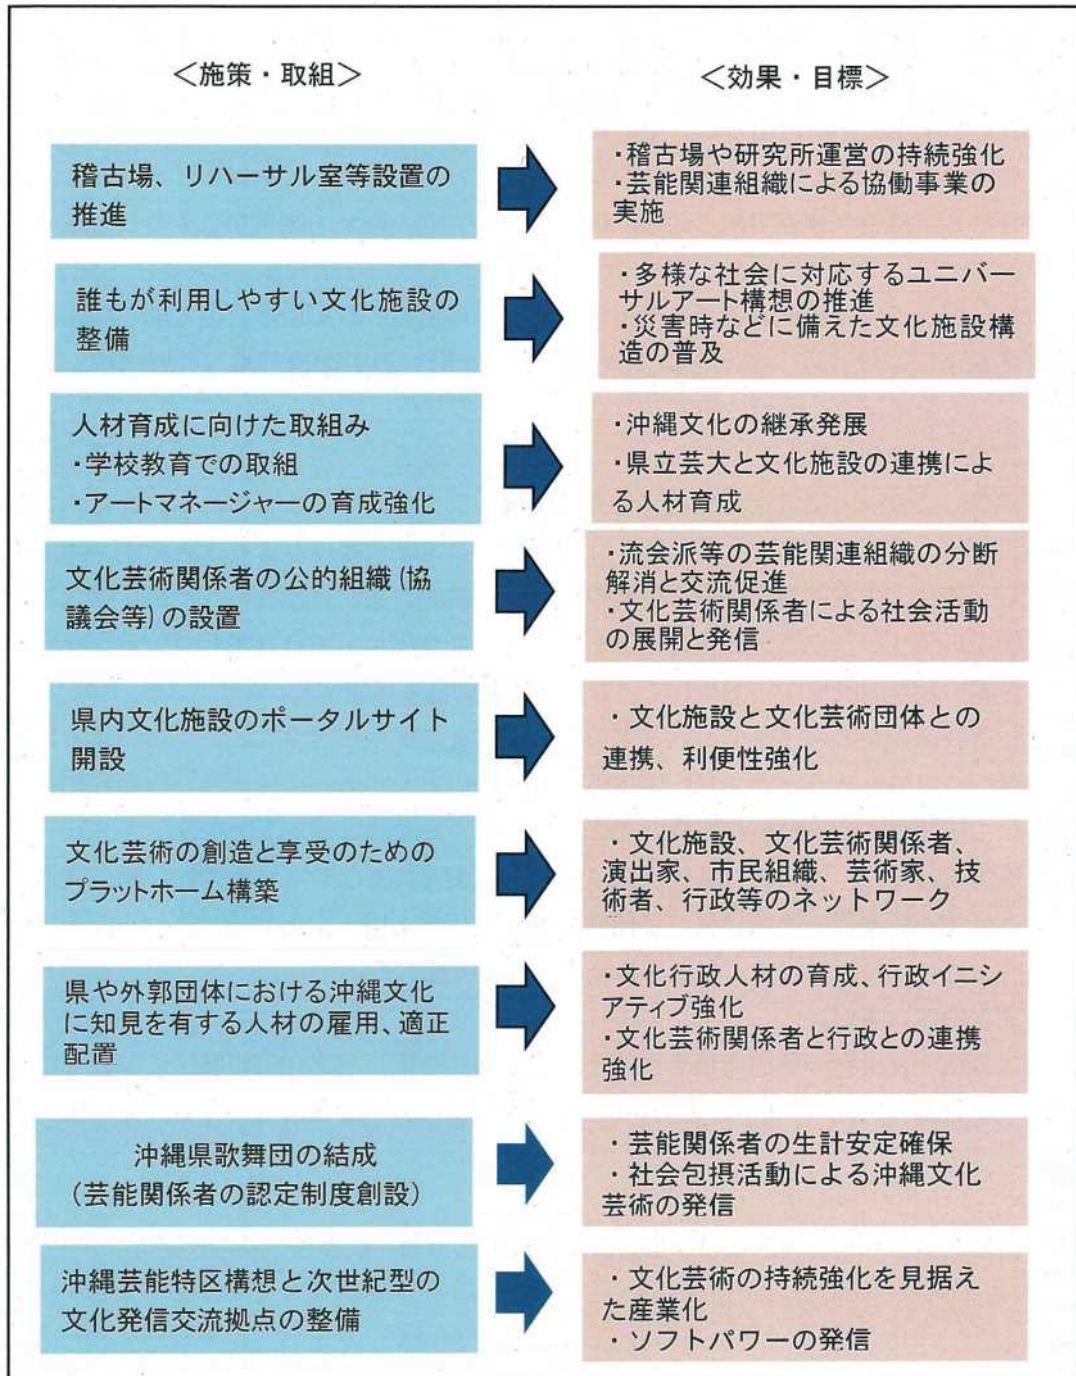 ＜施策・取組＞
＜効果・目標＞
稽古場、リハーサル室等設置の
推進
・稽古場や研究所運営の持続強化
・芸能関連組織による協働事業の
実施
誰もが利用しやすい文化施設の
整備
・多様な社会に対応するユニバー
サルアート構想の推進
・災害時などに備えた文化施設構
造の普及
人材育成に向けた取組み
・学校教育での取組
・アートマネージャーの育成強化
・沖縄文化の継承発展
・県立芸大と文化施設の連携によ
る人材育成
文化芸術関係者の公的組織(協
議会等)の設置
・流会派等の芸能関連組織の分断
解消と交流促進
・文化芸術関係者による社会活動
の展開と発信
県内文化施設のポータルサイト
開設
・文化施設と文化芸術団体との
連携、利便性強化
文化芸術の創造と享受のための
プラットホーム構築
・文化施設、文化芸術関係者、
演出家、市民組織、芸術家、技
術者、行政等のネットワーク
県や外郭団体における沖縄文化
に知見を有する人材の雇用、適正
配置
・文化行政人材の育成、行政イニシ
アティブ強化
・文化芸術関係者と行政との連携
強化
沖縄県歌舞団の結成
（芸能関係者の認定制度創設）
・芸能関係者の生計安定確保
・社会包摂活動による沖縄文化
芸術の発信
沖縄芸能特区構想と次世紀型の
文化発信交流拠点の整備
・文化芸術の持続強化を見据え
た産業化
・ソフトパワーの発信